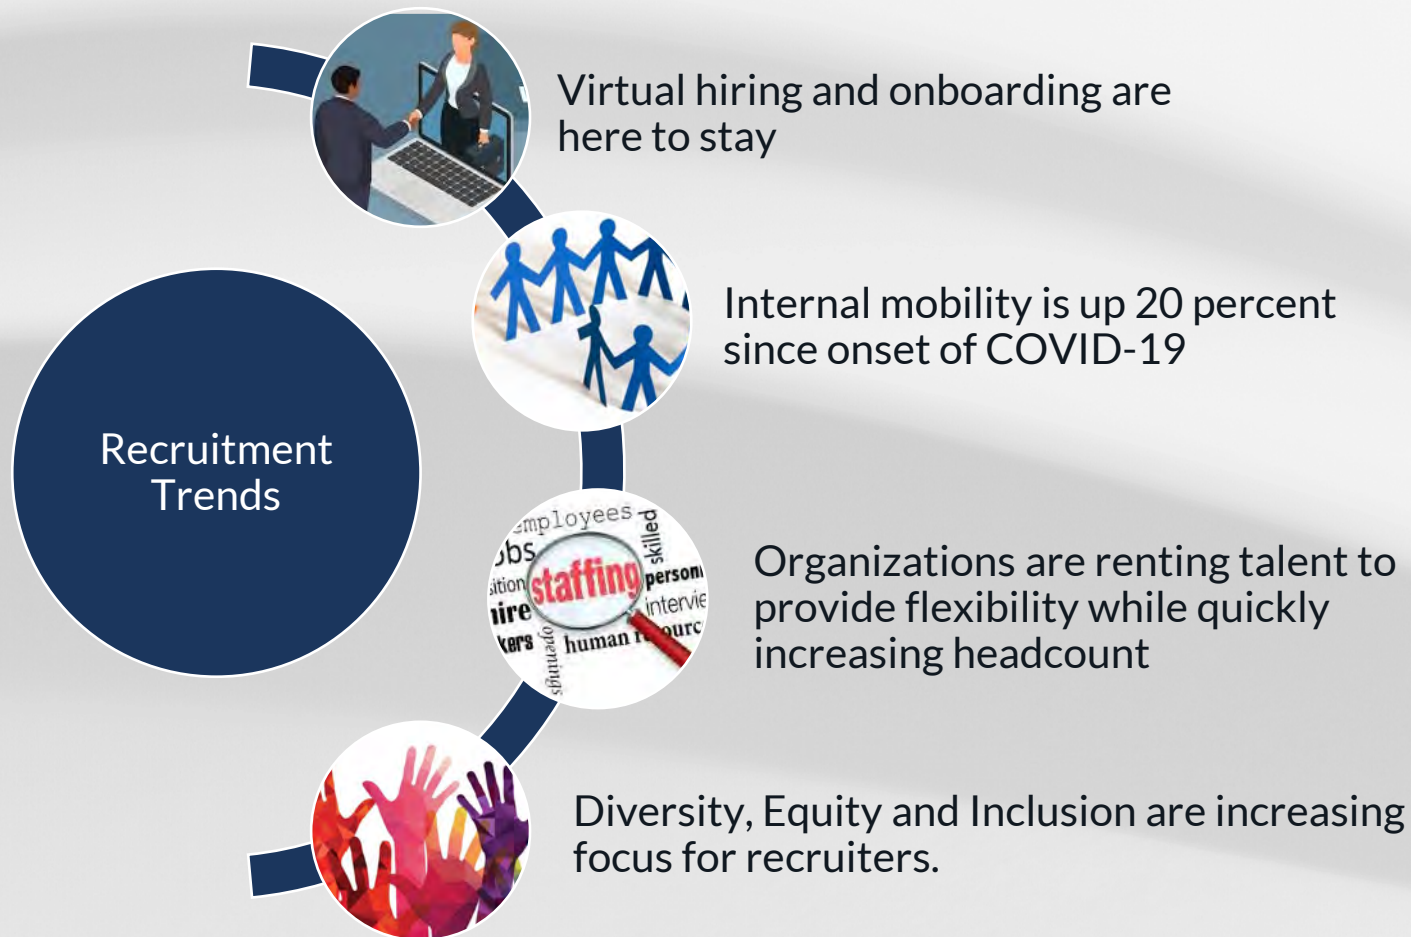 Virtual hiring and onboarding are
here to stay
Internal mobility is up 20 percent
since onset of COVID-19
Recruitment
Trends
employees
skilled
staffing
hire
openings
human
Organizations are renting talent to
provide flexibility while quickly
increasing headcount
Diversity, Equity and Inclusion are increasing
focus for recruiters.